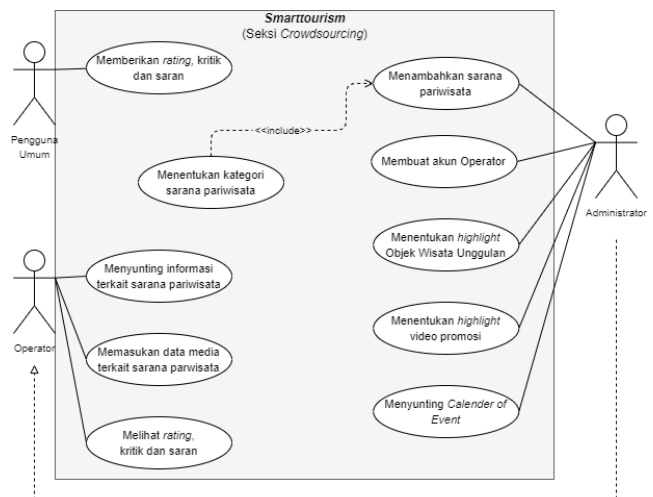 Smarttourism
(Seksi Crowdsourcing)
Memberikan rating, kritik
dan saran
Pengguna
Umum
Menambahkan sarana
pariwisata
<<include>>
Menentukan kategori
sarana pariwisata
Membuat akun Operator
Administrator
Menentukan highlight
Objek Wisata Unggulan
Menyunting informasi
terkait sarana pariwisata
Operator
Menentukan highlight
video promosi
Memasukan data media
terkait sarana parwisata
Menyunting Calender of
Event
Melihat rating,
kritik dan saran